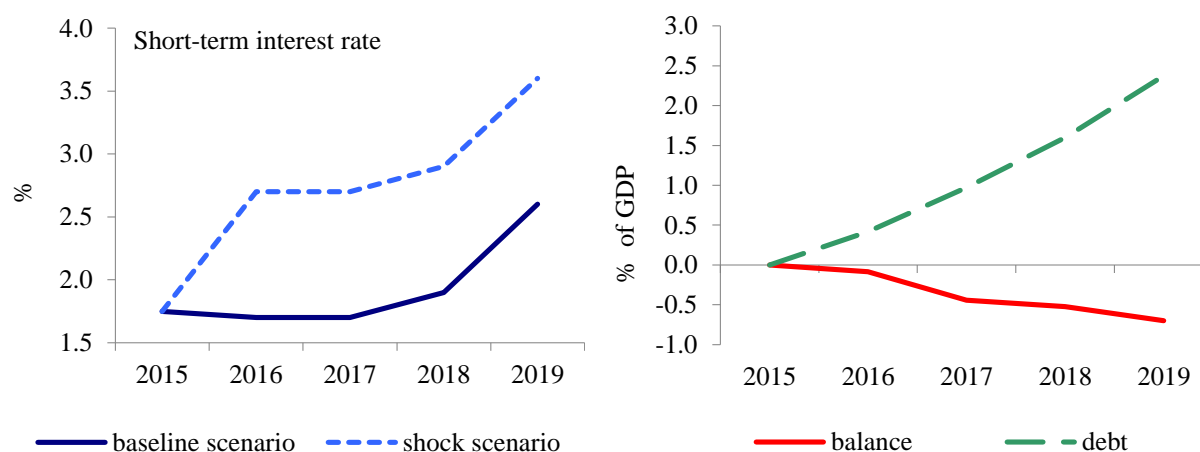 Short-term interest rate
%
4.0
3.5
3.0
2.5
2.0
1.5
2015 2016 2017 2018 2019
baseline scenario shock scenario
% of GDP
3.0
2.5
2.0
1.5
1.0
0.5
0.0
-0.5
-1.0
2015 2016 2017 2018 2019
balance debt